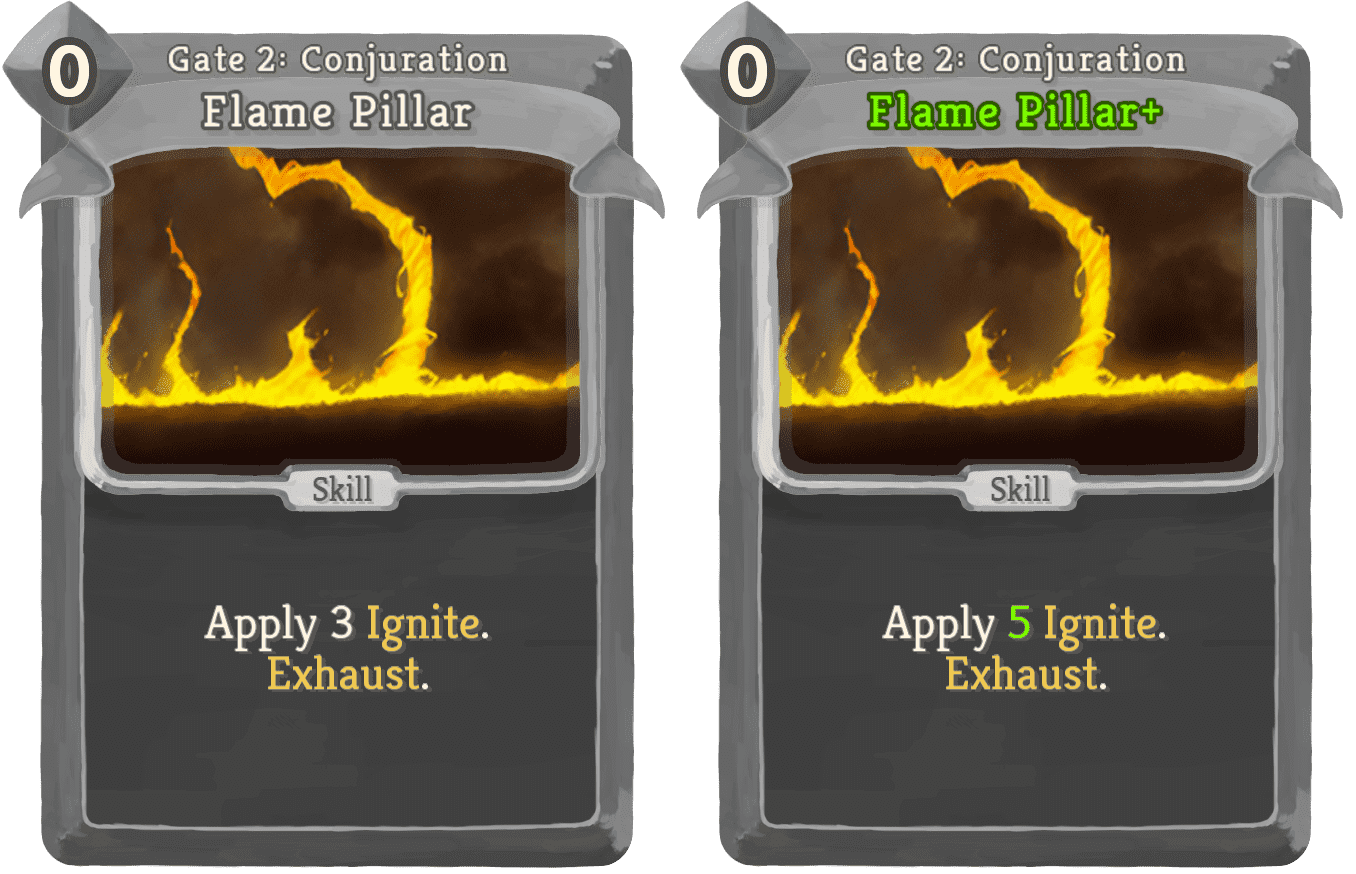 0
Gate 2: Conjuration
Flame Pillar
Skill
Apply 3 Ignite.
Exhaust.
0
Gate 2: Conjuration
Flame Pillar+
Skill
Apply 5 Ignite.
Exhaust.